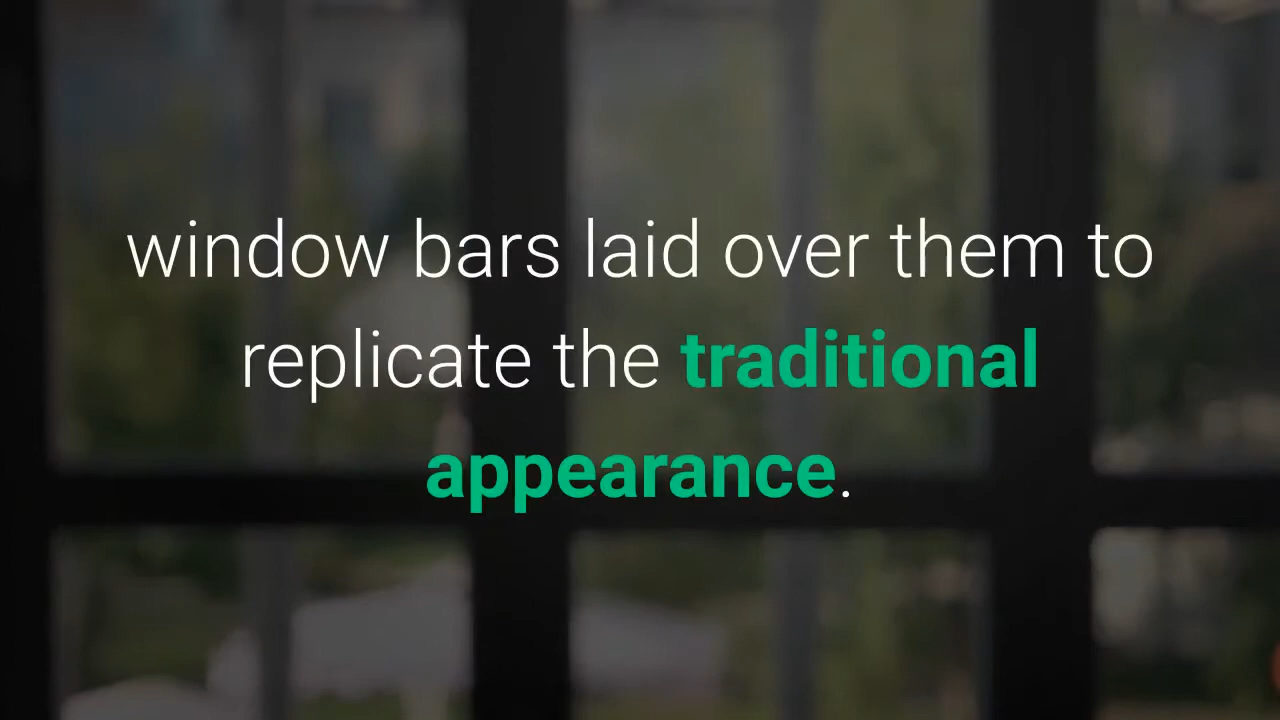 window bars laid over them to
replicate the traditional
appearance.